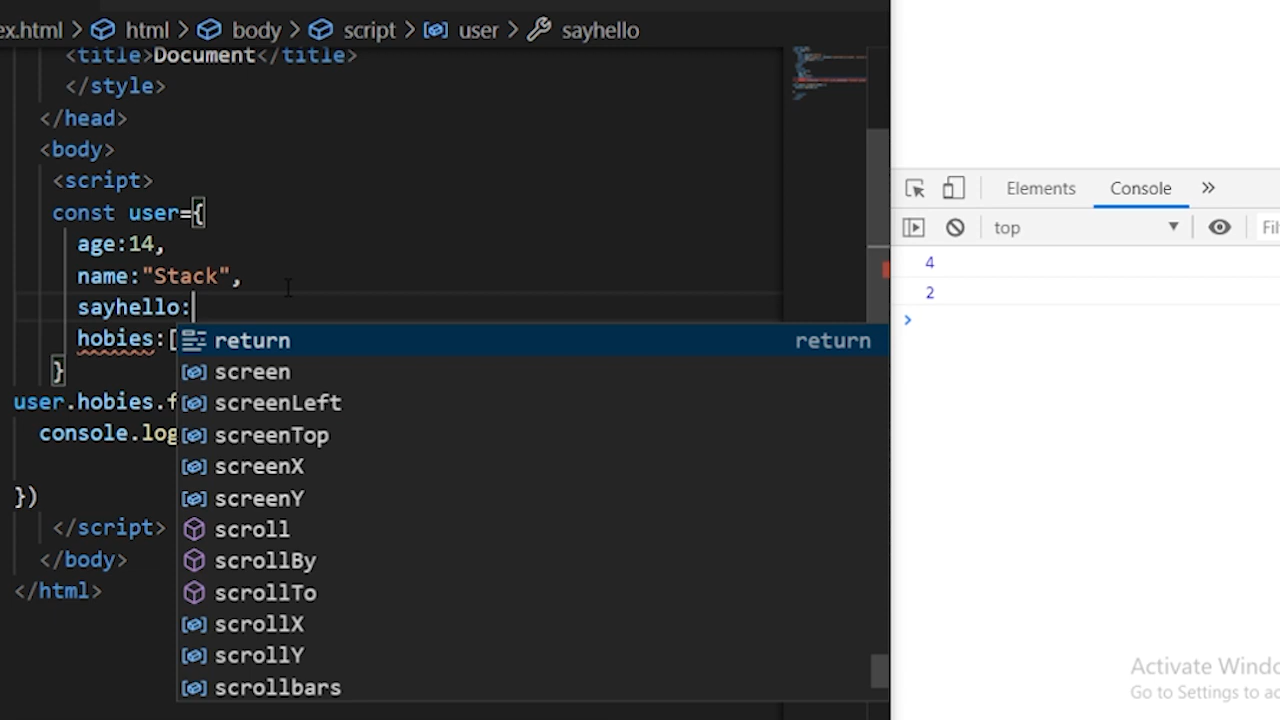 ex.html > html > body > script > user > sayhello
<title>Document</title>
</style>
</head>
<body>
<script>
const user={
age:14,
name:"Stack",
sayhello:
hobies:[
}
user.hobies.f
console.log
})
</script>
</body>
</html>
return return
screen
screenLeft
screenTop
screenX
screenY
scroll
scrollBy
scrollTo
scrollX
scrollY
scrollbars
Elements Console »
top Fil
4
2
>
Activate Windo
Go to Settings to ac